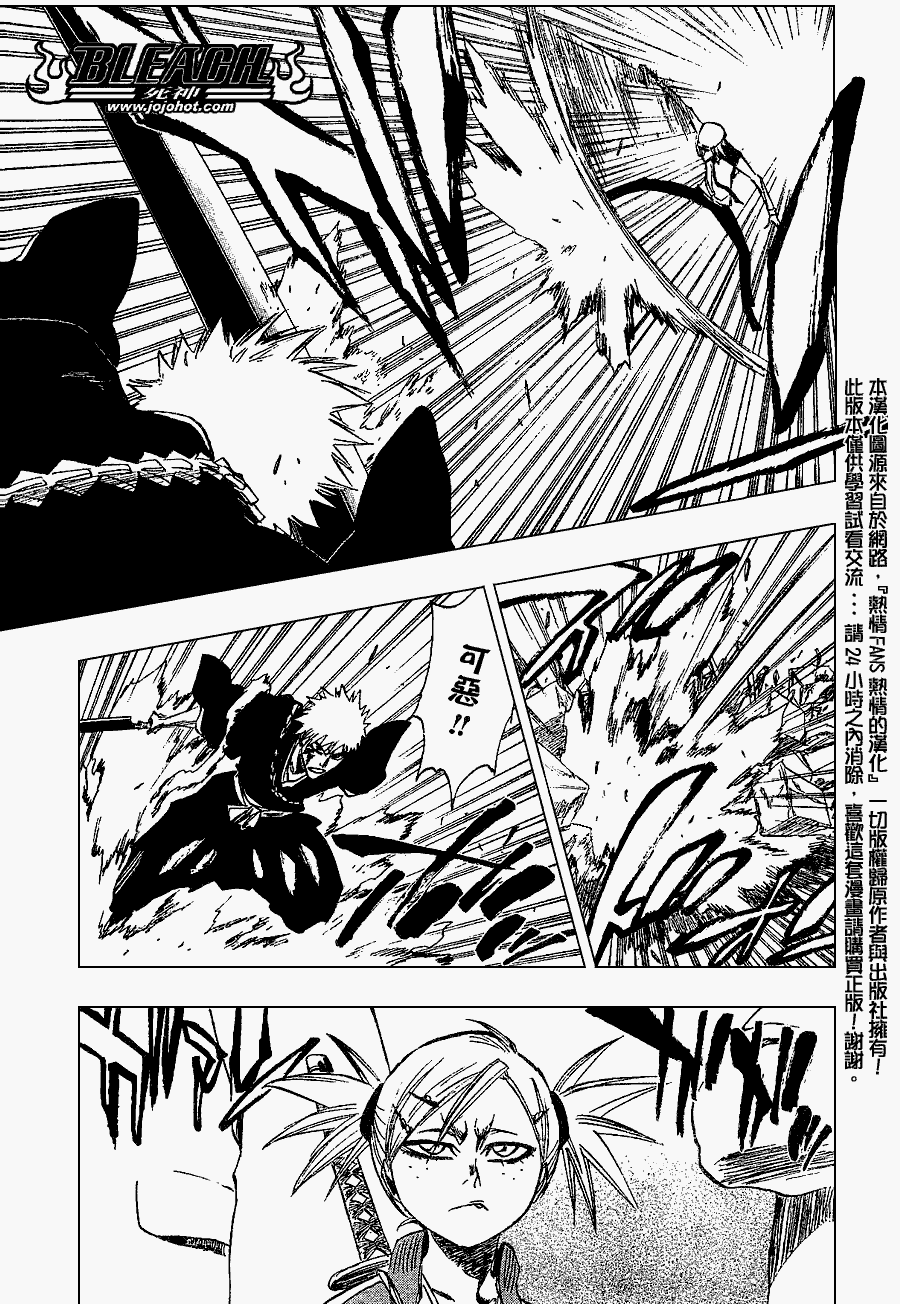 BLEACH
死神
www.jojohot.com
可惡!!
本漢化圖源來自於網路，『熱情FANS熱情的漢化』一切版權歸原作者與出版社擁有！
此版本僅供學習試看交流…請24小時之內消除，喜歡這套漫畫請購買正版！謝謝。